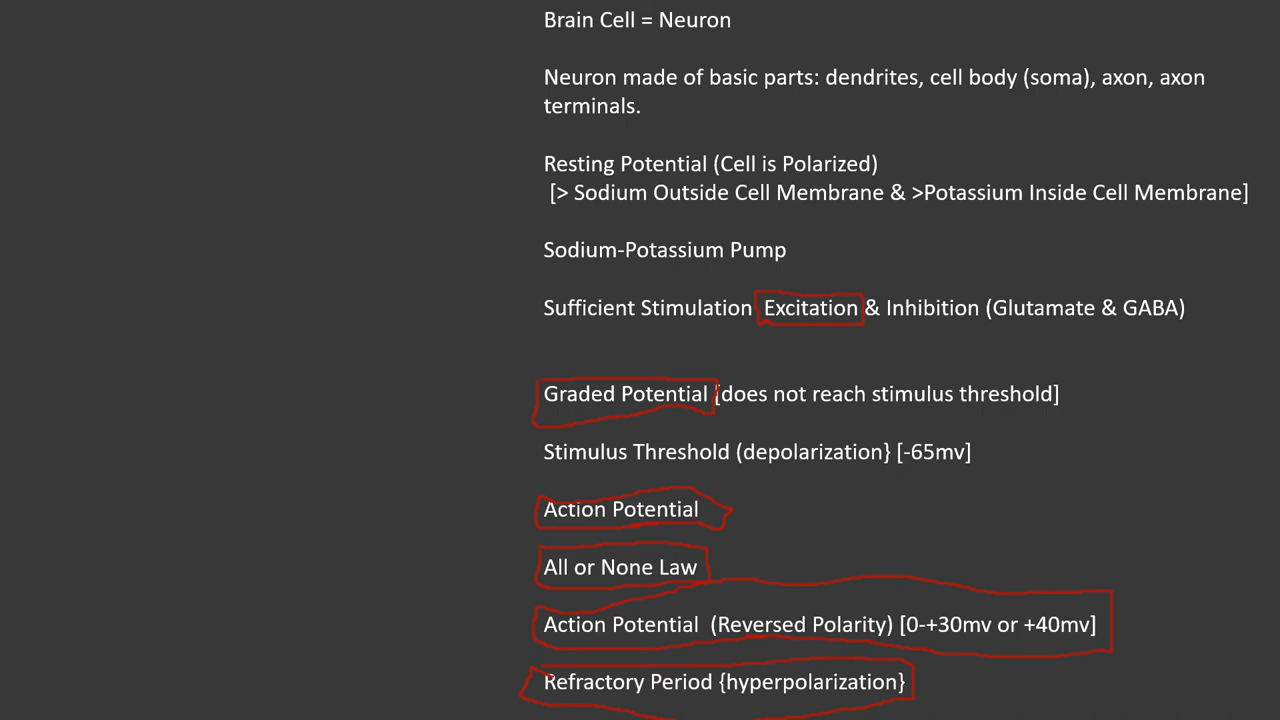 Brain Cell = Neuron
Neuron made of basic parts: dendrites, cell body (soma), axon, axon
terminals.
Resting Potential (Cell is Polarized)
[> Sodium Outside Cell Membrane & >Potassium Inside Cell Membrane]
Sodium-Potassium Pump
Sufficient Stimulation Excitation & Inhibition (Glutamate & GABA)
Graded Potential [does not reach stimulus threshold]
Stimulus Threshold (depolarization} [-65mv]
Action Potential
All or None Law
Action Potential (Reversed Polarity) [0-+30mv or +40mv]
Refractory Period {hyperpolarization}